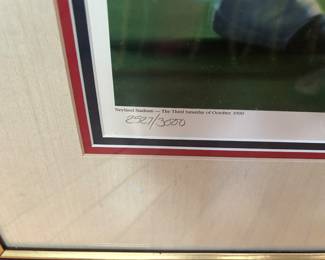 Neyland Stadium — The Third Saturday of October 1990
2527/3000